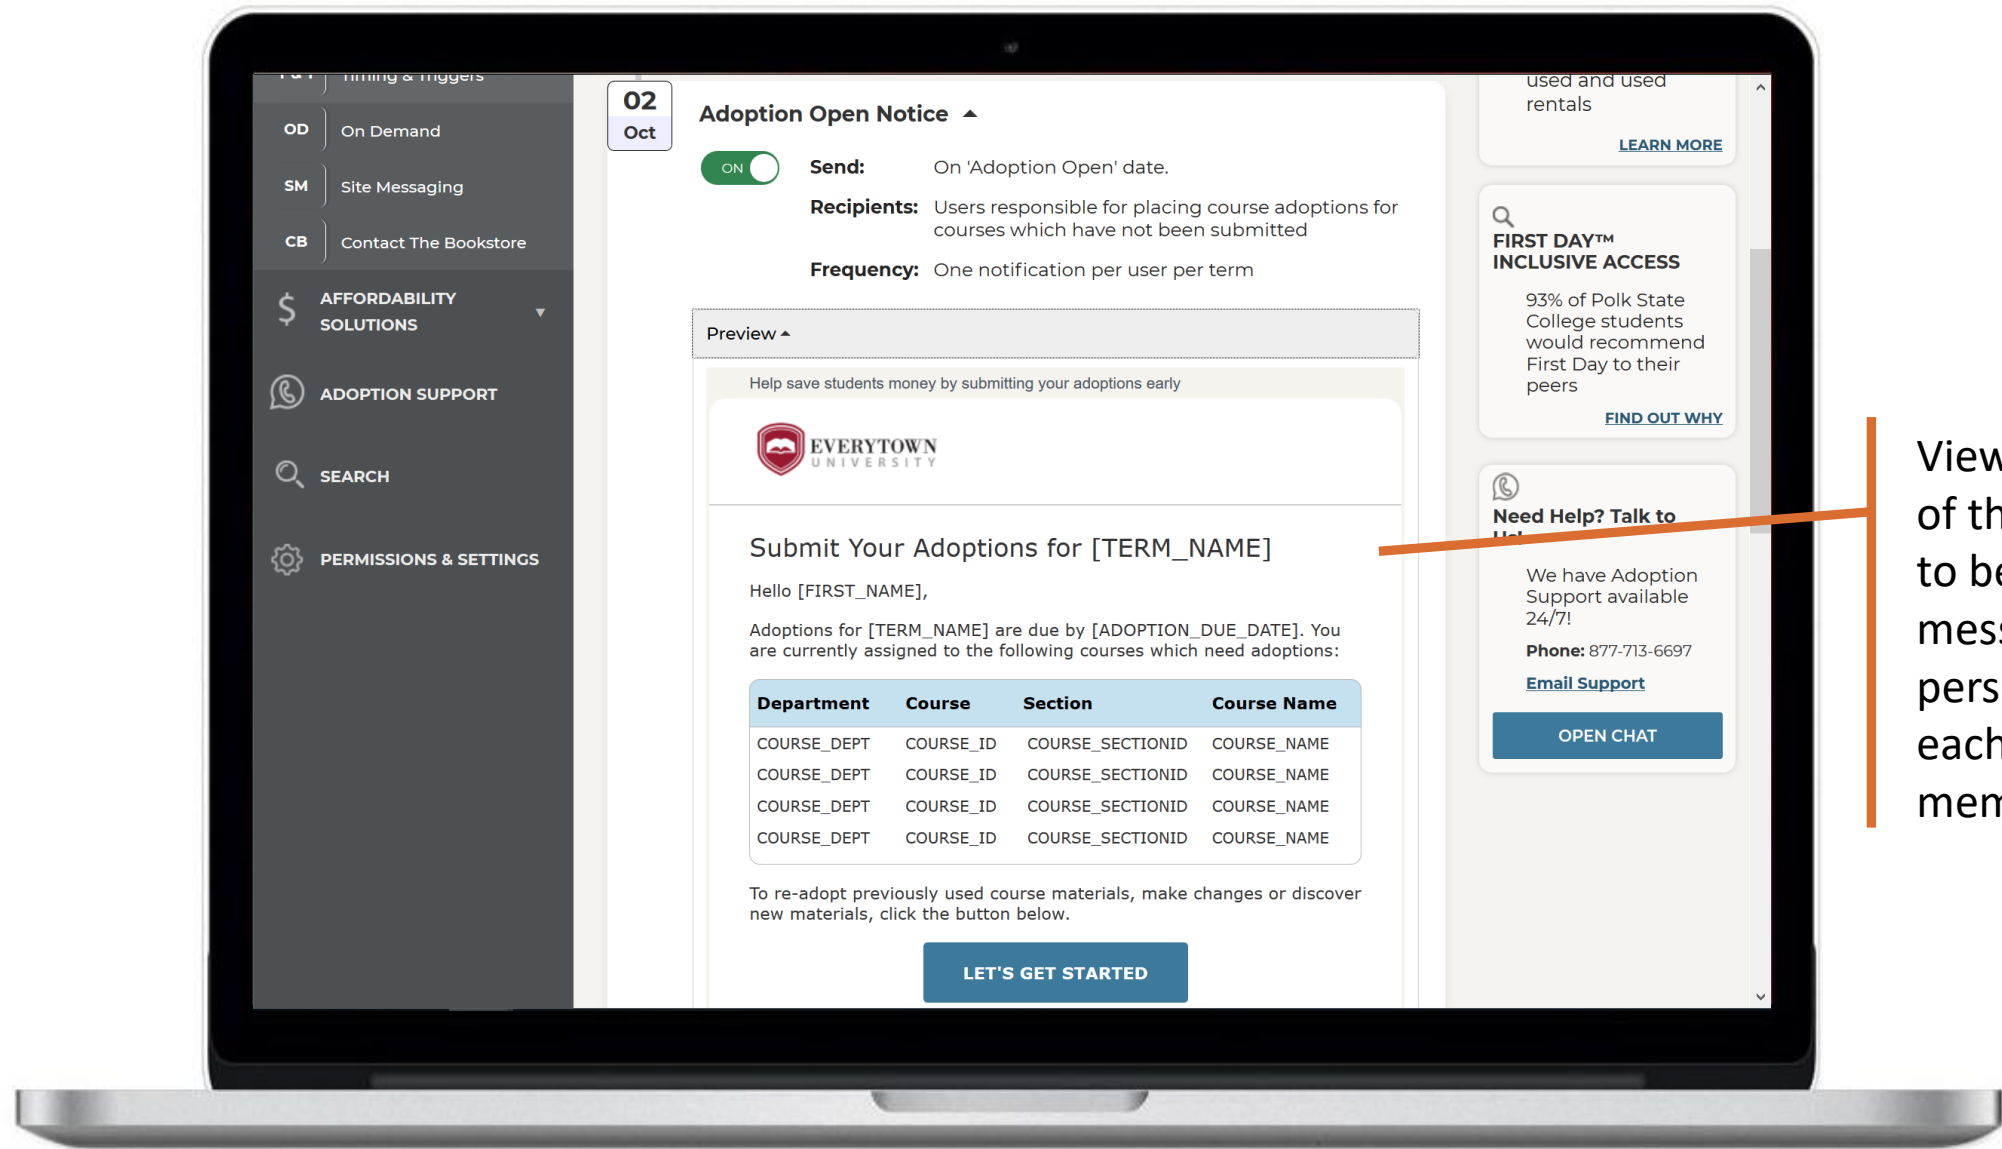 Timing & Triggers
OD On Demand
SM Site Messaging
CB Contact The Bookstore
$ AFFORDABILITY
SOLUTIONS
ADOPTION SUPPORT
SEARCH
PERMISSIONS & SETTINGS
02
Oct
Adoption Open Notice
ON
Send: On 'Adoption Open' date.
Recipients: Users responsible for placing course adoptions for
courses which have not been submitted
Frequency: One notification per user per term
Preview
Help save students money by submitting your adoptions early
EVERYTOWN
UNIVERSITY
Submit Your Adoptions for [TERM_NAME]
Hello [FIRST_NAME],
Adoptions for [TERM_NAME] are due by [ADOPTION_DUE_DATE]. You
are currently assigned to the following courses which need adoptions:
Department Course Section Course Name
COURSE_DEPT COURSE_ID COURSE_SECTIONID COURSE_NAME
COURSE_DEPT COURSE_ID COURSE_SECTIONID COURSE_NAME
COURSE_DEPT COURSE_ID COURSE_SECTIONID COURSE_NAME
COURSE_DEPT COURSE_ID COURSE_SECTIONID COURSE_NAME
To re-adopt previously used course materials, make changes or discover
new materials, click the button below.
LET'S GET STARTED
used and used
rentals
LEARN MORE
FIRST DAY™
INCLUSIVE ACCESS
93% of Polk State
College students
would recommend
First Day to their
peers
FIND OUT WHY
Need Help? Talk to
We have Adoption
Support available
24/7!
Phone: 877-713-6697
Email Support
OPEN CHAT
View
of th
to be
mess
pers
each
mem